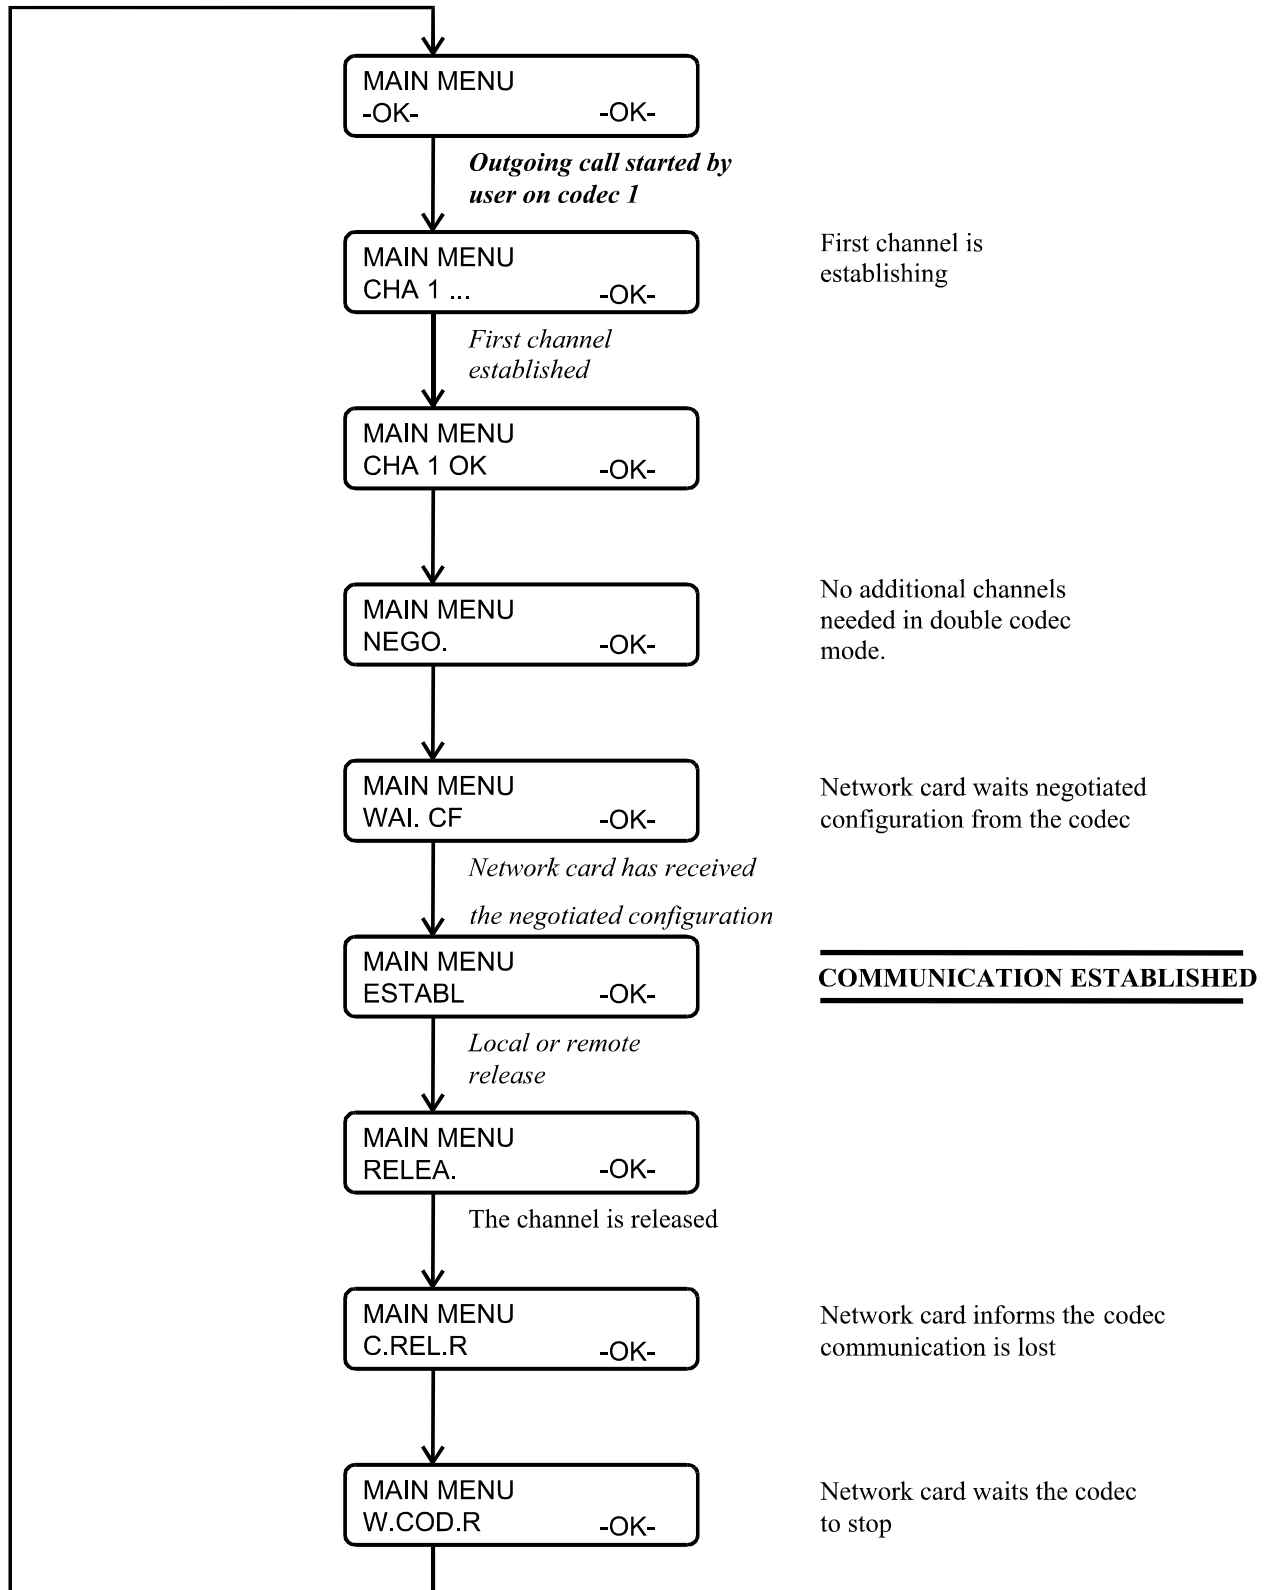 MAIN MENU
-OK- -OK-
Outgoing call started by
user on codec 1
MAIN MENU
CHA 1 ... -OK-
First channel is
establishing
First channel
established
MAIN MENU
CHA 1 OK -OK-
MAIN MENU
NEGO. -OK-
No additional channels
needed in double codec
mode.
MAIN MENU
WAI. CF -OK-
Network card waits negotiated
configuration from the codec
Network card has received
the negotiated configuration
MAIN MENU
ESTABL -OK-
COMMUNICATION ESTABLISHED
Local or remote
release
MAIN MENU
RELEA. -OK-
The channel is released
MAIN MENU
C.REL.R -OK-
Network card informs the codec
communication is lost
MAIN MENU
W.COD.R -OK-
Network card waits the codec
to stop